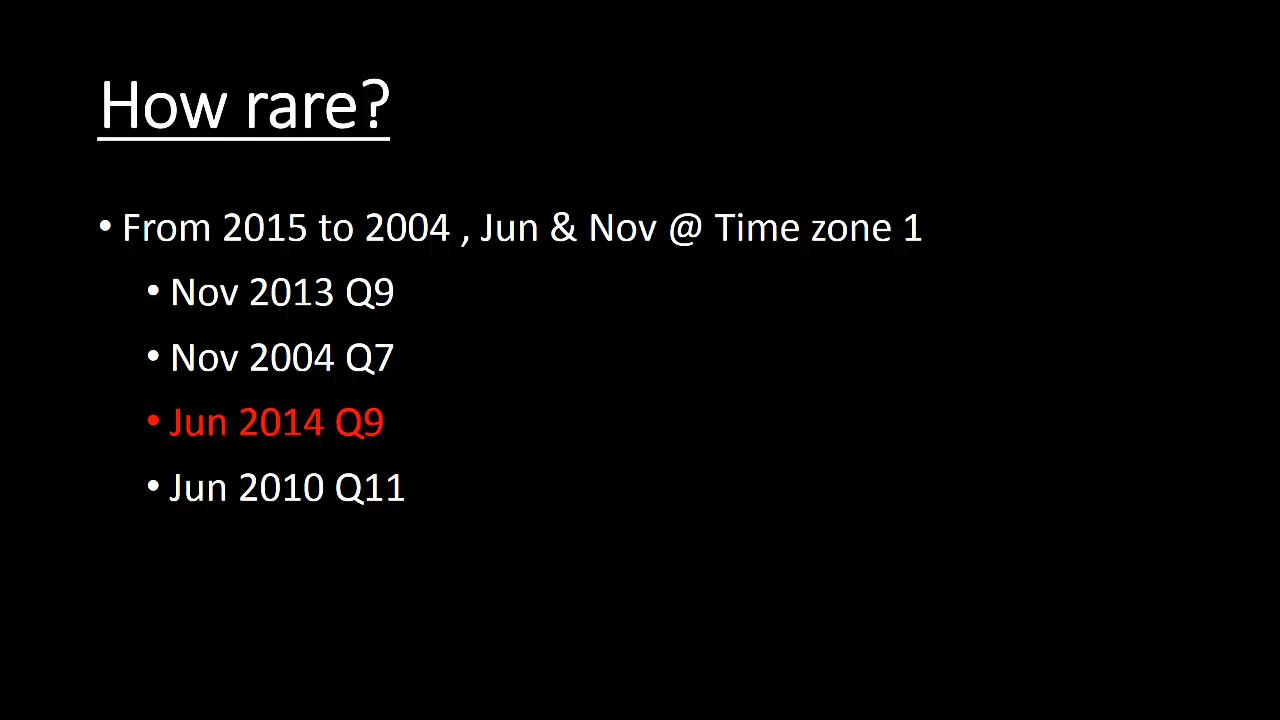 How rare?
• From 2015 to 2004 , Jun & Nov @ Time zone 1
• Nov 2013 Q9
• Nov 2004 Q7
• Jun 2014 Q9
• Jun 2010 Q11